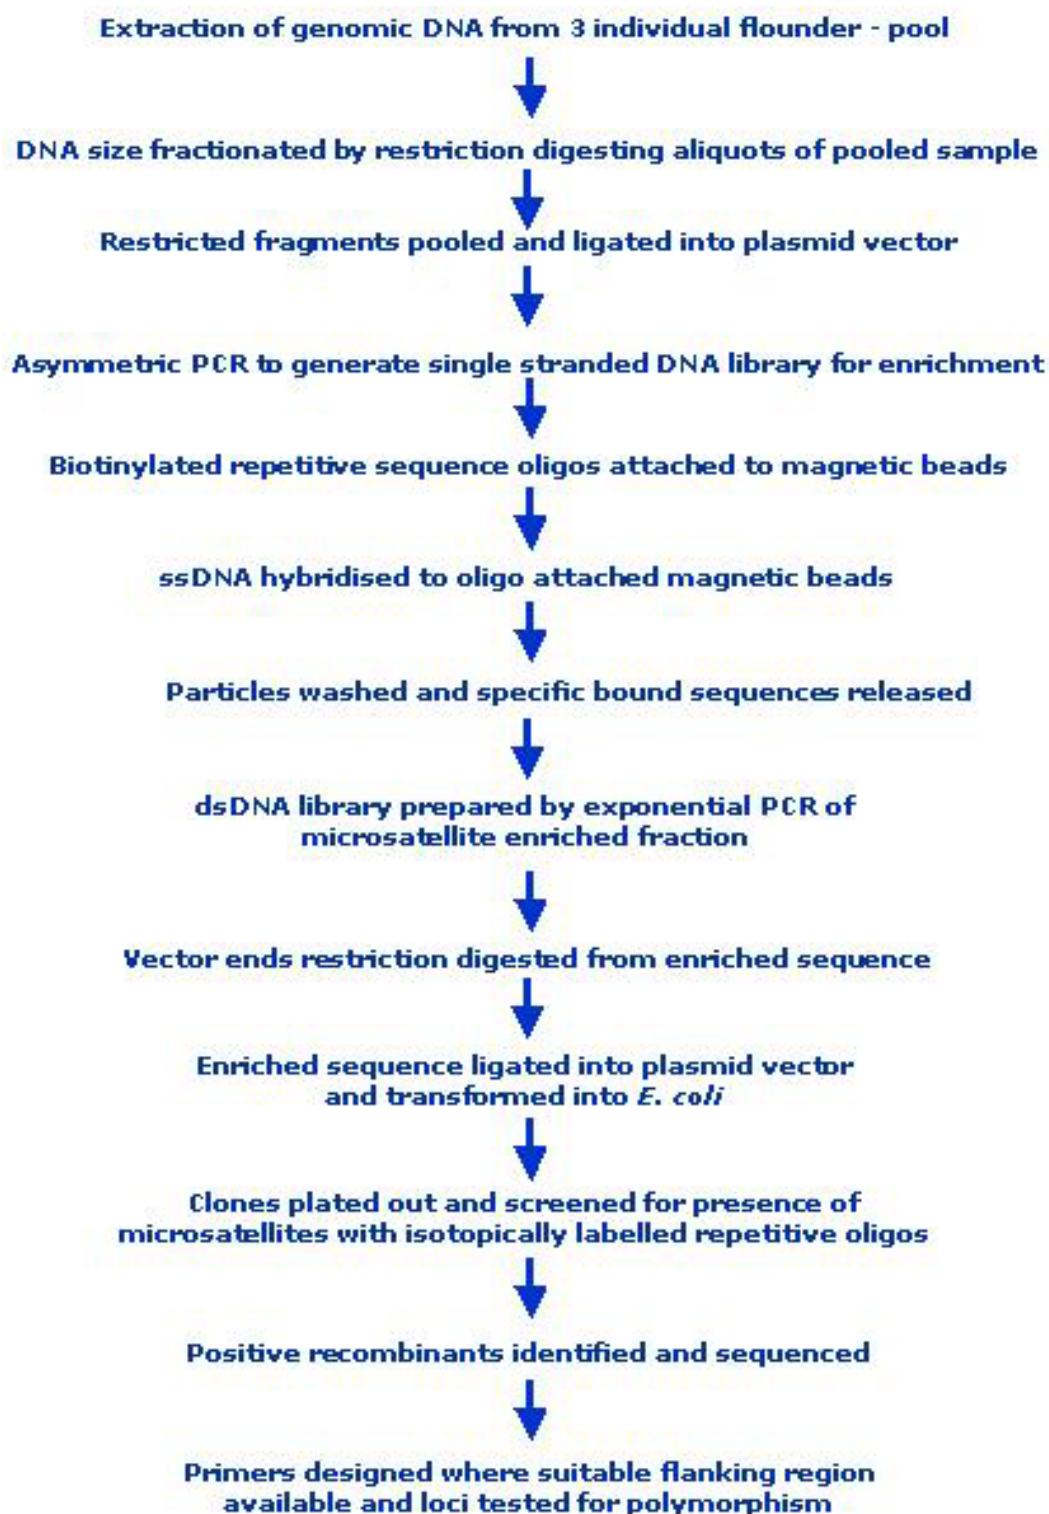 Extraction of genomic DNA from 3 individual flounder - pool
DNA size fractionated by restriction digesting aliquots of pooled sample
Restricted fragments pooled and ligated into plasmid vector
Asymmetric PCR to generate single stranded DNA library for enrichment
Biotinylated repetitive sequence oligos attached to magnetic beads
ssDNA hybridised to oligo attached magnetic beads
Particles washed and specific bound sequences released
dsDNA library prepared by exponential PCR of
microsatellite enriched fraction
Vector ends restriction digested from enriched sequence
Enriched sequence ligated into plasmid vector
and transformed into E. coli
Clones plated out and screened for presence of
microsatellites with isotopically labelled repetitive oligos
Positive recombinants identified and sequenced
Primers designed where suitable flanking region
available and loci tested for polymorphism